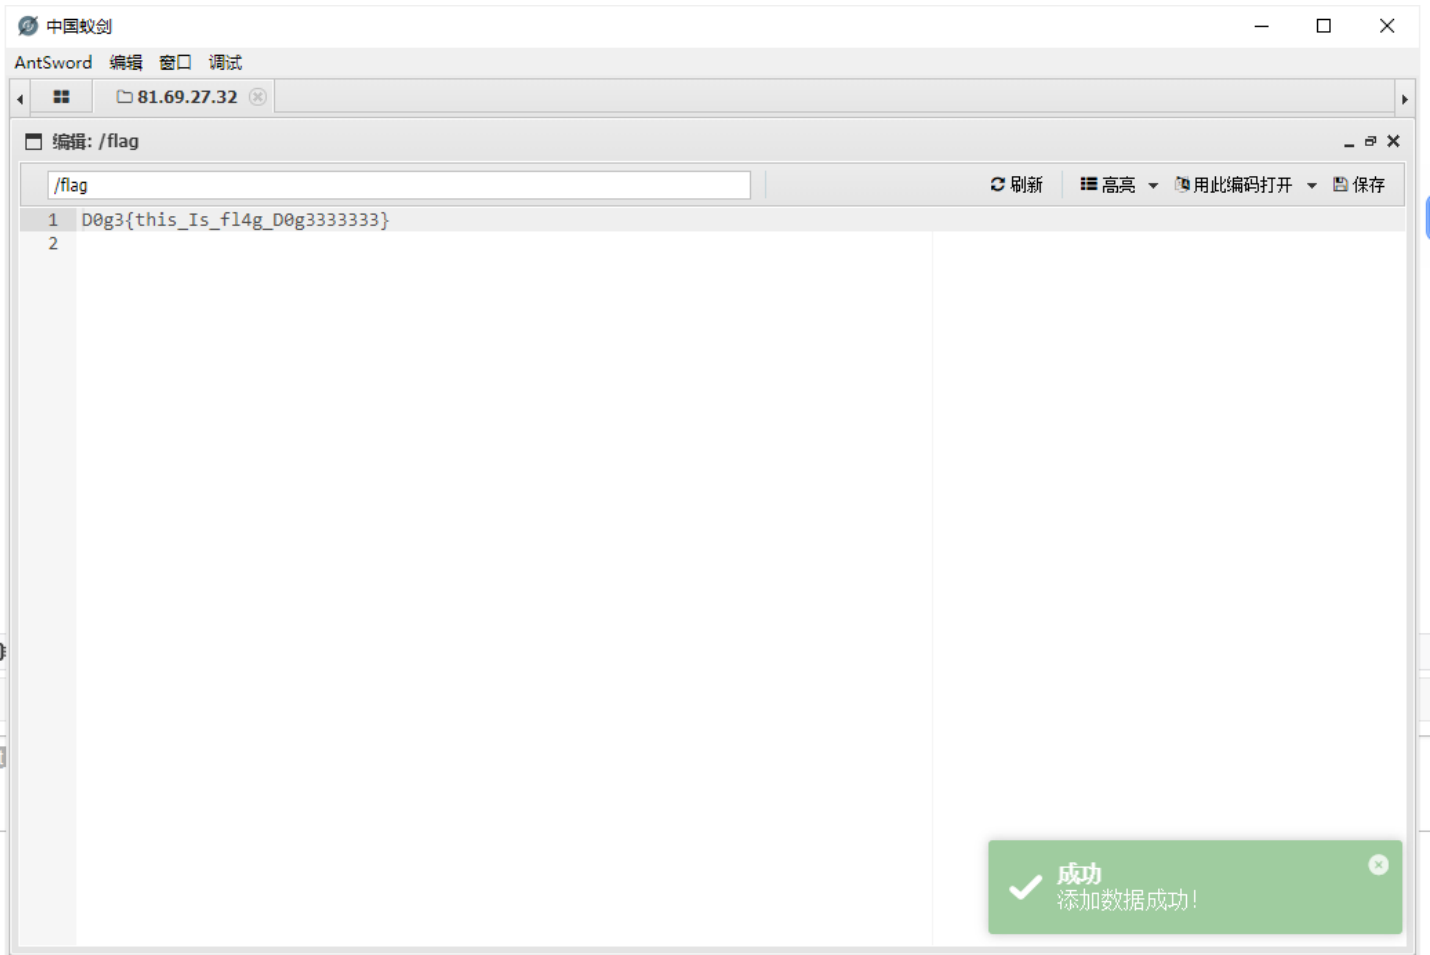 中国蚁剑
AntSword 编辑 窗口 调试
81.69.27.32
编辑: /flag
/flag 刷新 高亮 用此编码打开 保存
1 D0g3{this_Is_fl4g_D0g3333333}
2
成功
添加数据成功!